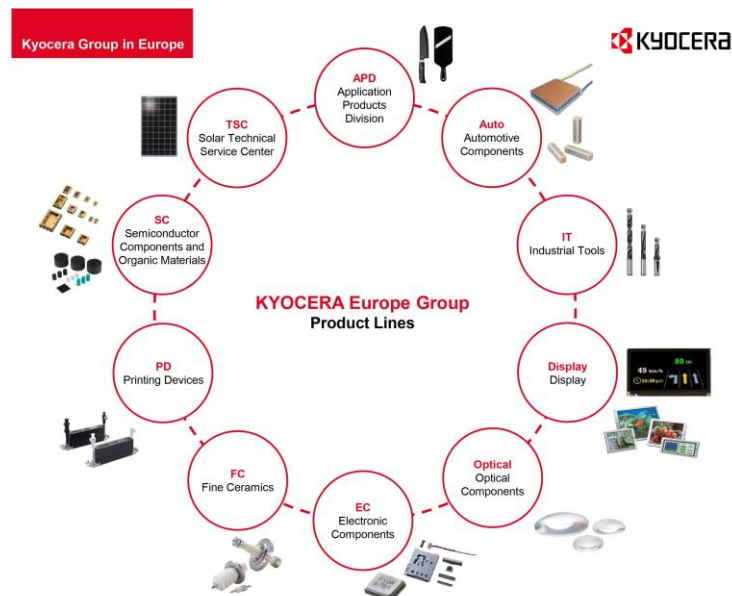 Kyocera Group in Europe
KYOCERA
APD
Application
Products
Division
Auto
Automotive
Components
IT
Industrial Tools
Display
Display
80 m
45 km/h
Optical
Optical
Components
EC
Electronic
Components
FC
Fine Ceramics
PD
Printing Devices
SC
Semiconductor
Components and
Organic Materials
TSC
Solar Technical
Service Center
KYOCERA Europe Group
Product Lines